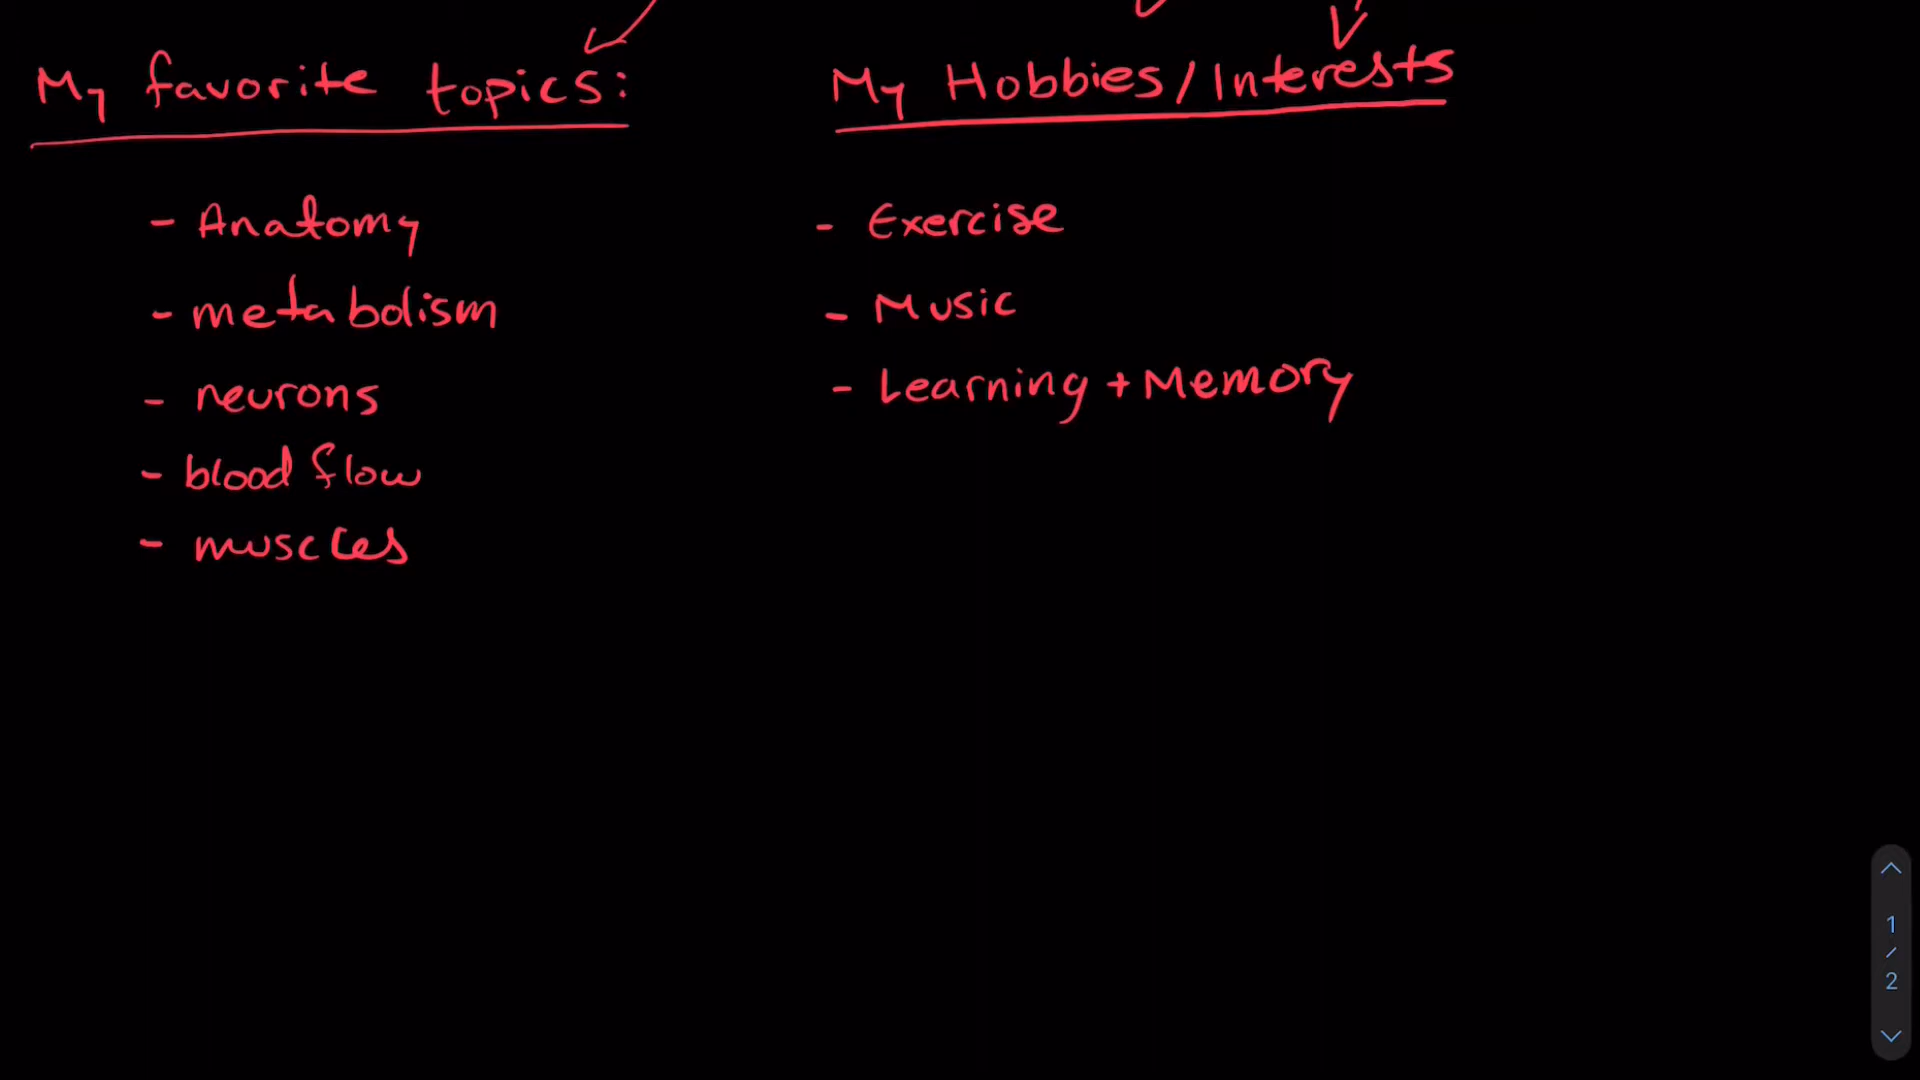 My favorite topics:
- Anatomy
- metabolism
- neurons
- blood flow
- muscles
My Hobbies/Interests
- Exercise
- Music
- Learning + Memory
1
/
2